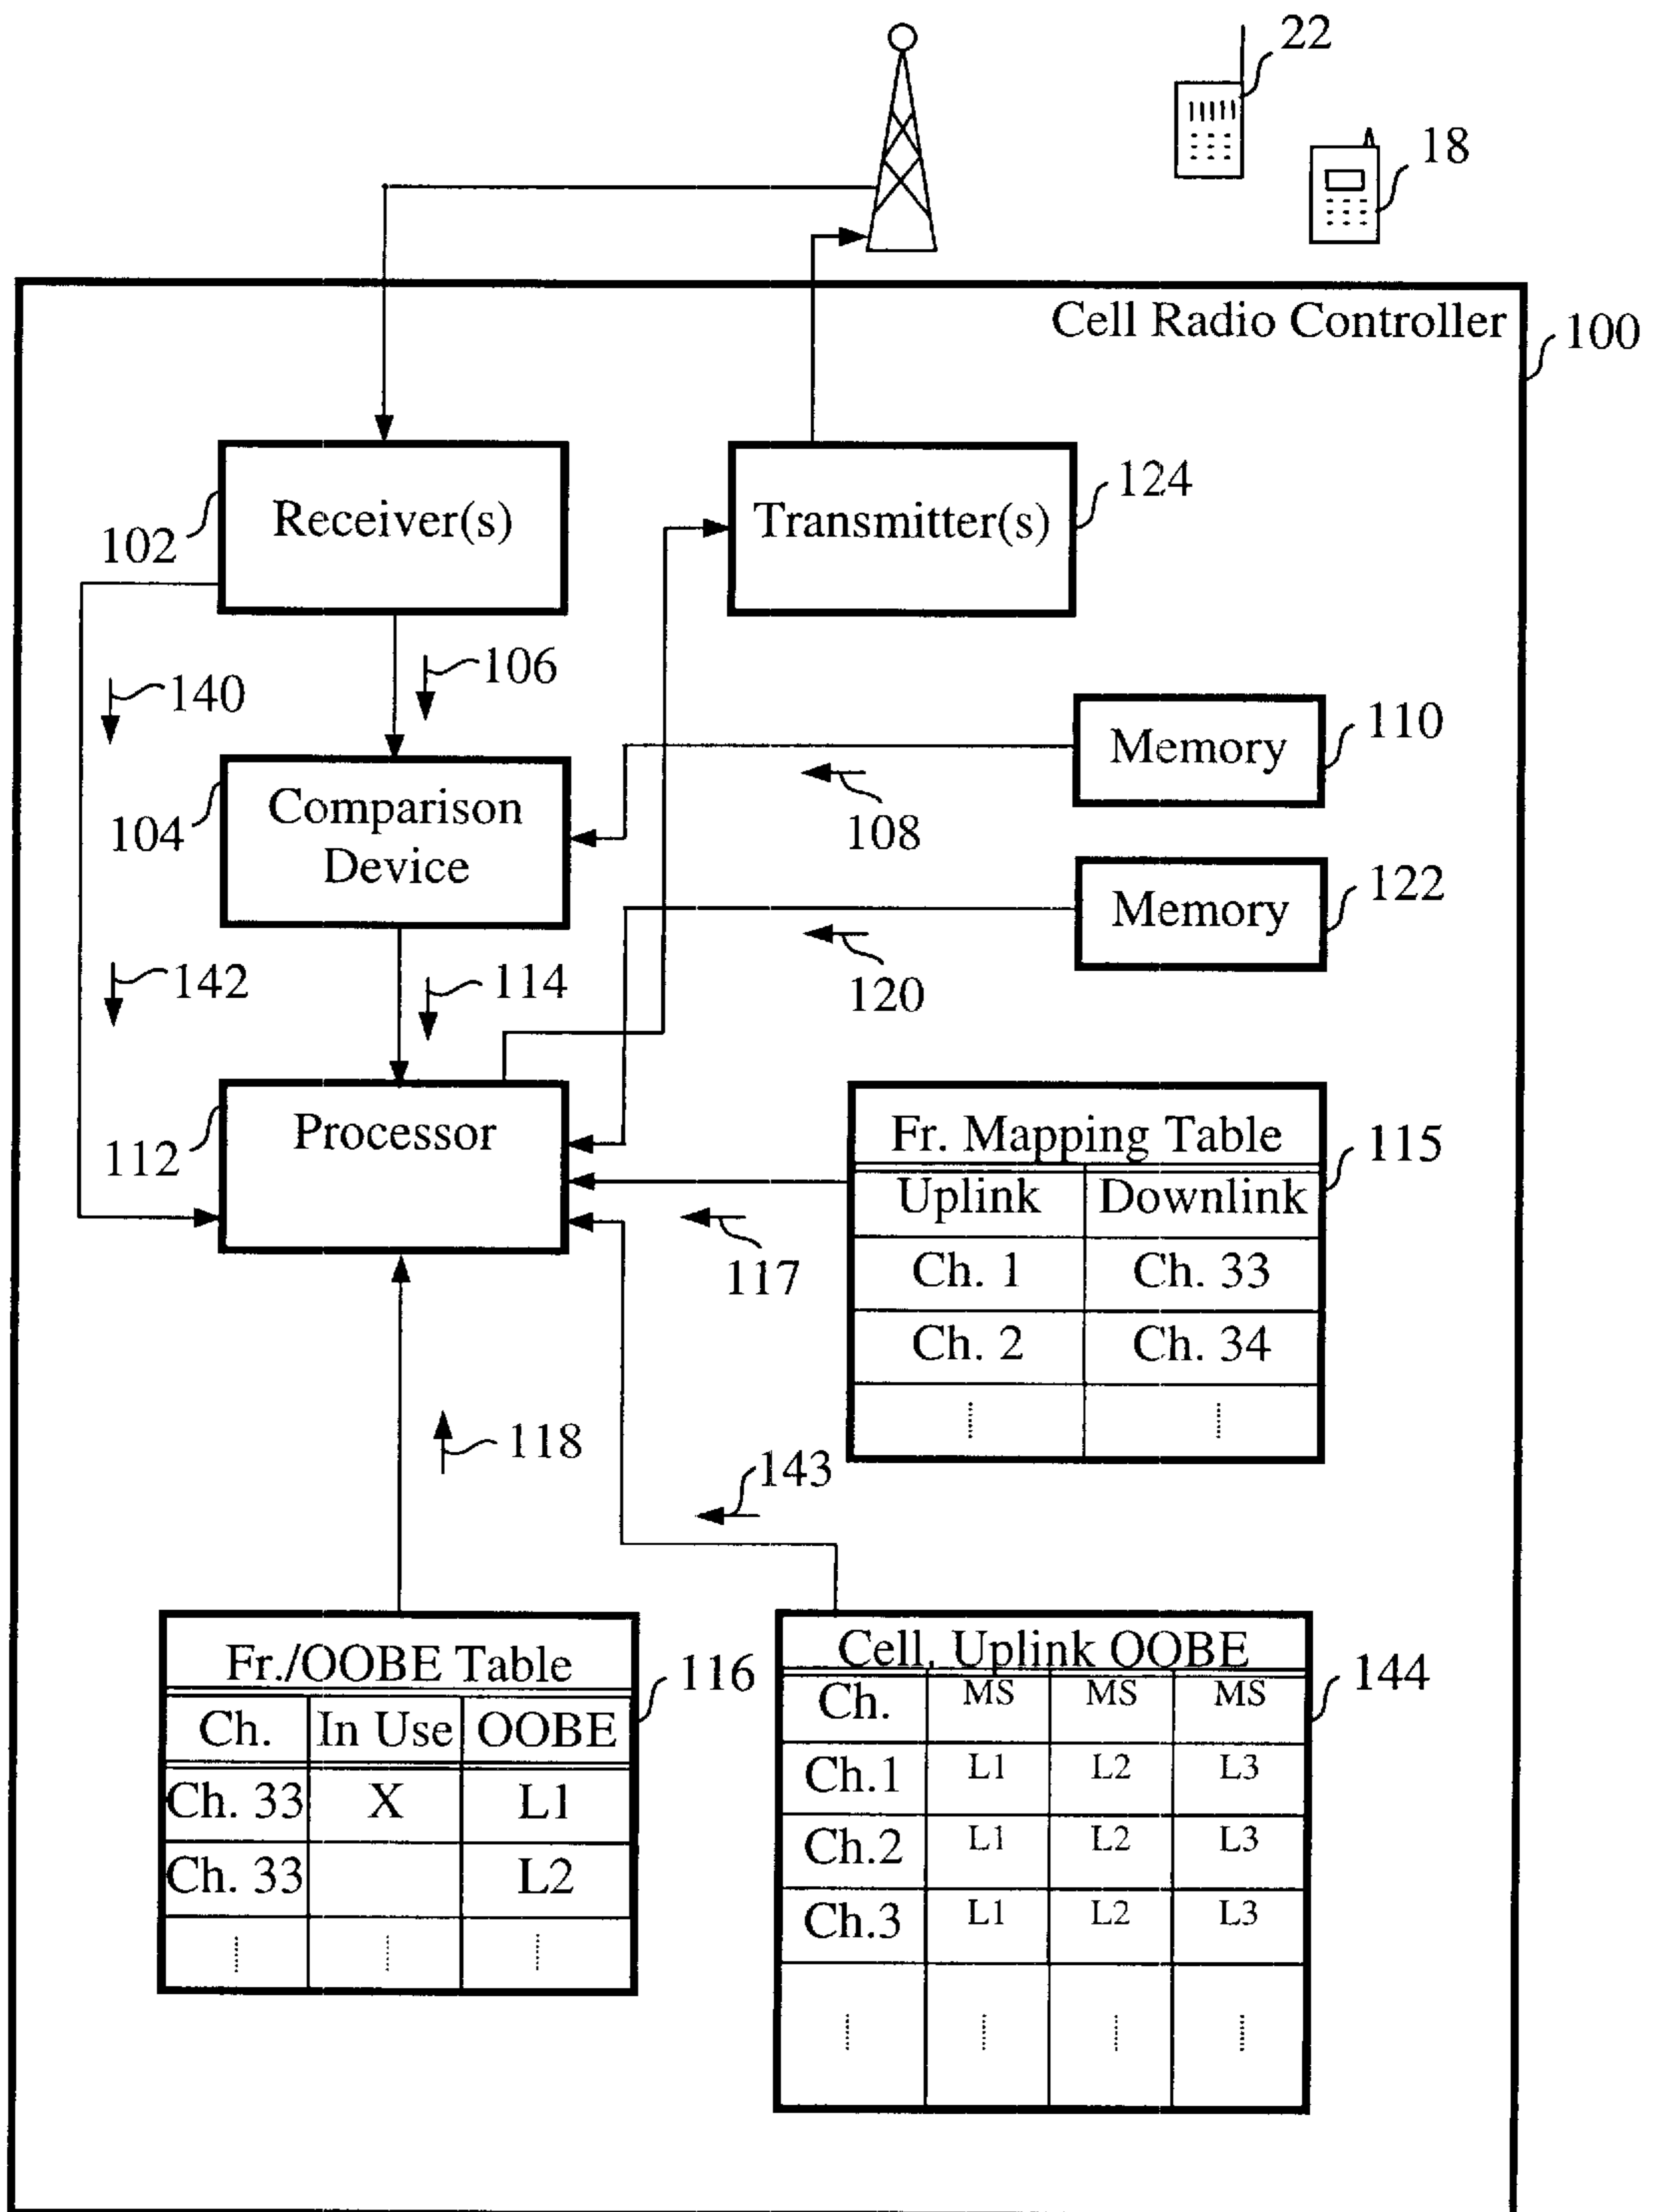 22
18
Cell Radio Controller
100
Receiver(s)
102
Transmitter(s)
124
106
140
Memory
110
108
Comparison
Device
104
Memory
122
120
142
114
Processor
112
Fr. Mapping Table
115
Uplink Downlink
Ch. 1 Ch. 33
Ch. 2 Ch. 34
117
118
143
Fr./OOBE Table
116
Ch. In Use OOBE
Ch. 33 X L1
Ch. 33 L2
Cell, Uplink OOBE
144
Ch. MS MS MS
Ch.1 L1 L2 L3
Ch.2 L1 L2 L3
Ch.3 L1 L2 L3